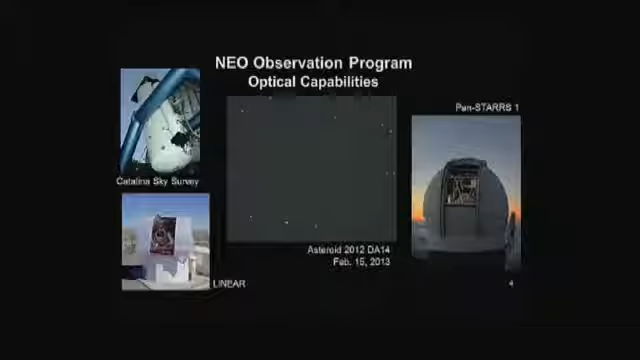 NEO Observation Program
Optical Capabilities
Pan-STARRS 1
Catalina Sky Survey
Asteroid 2012 DA14
Feb. 15, 2013
LINEAR
4